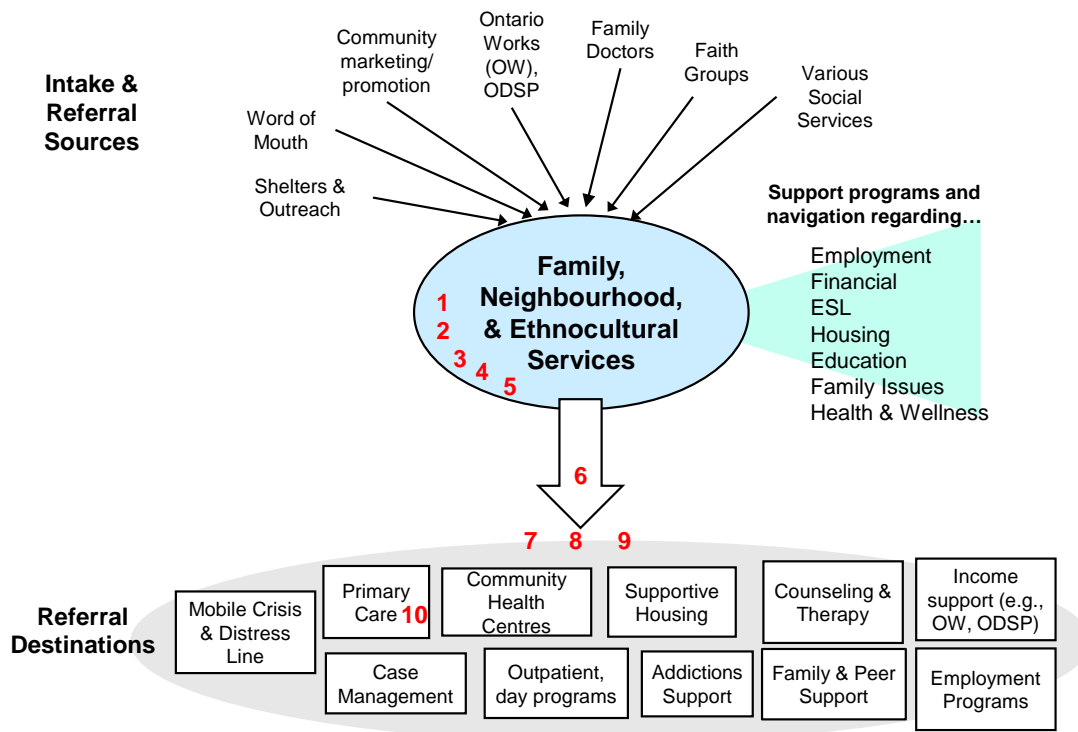 Intake &
Referral
Sources
Shelters &
Outreach
Word of
Mouth
Community
marketing/
promotion
Ontario
Works
(OW),
ODSP
Family
Doctors
Faith
Groups
Various
Social
Services
Support programs and
navigation regarding…
Employment
Financial
ESL
Housing
Education
Family Issues
Health & Wellness
Family,
Neighbourhood,
& Ethnocultural
Services
1
2
3
4
5
6
7 8 9
Referral
Destinations
Mobile Crisis
& Distress
Line
Primary
Care 10
Community
Health
Centres
Supportive
Housing
Counseling &
Therapy
Income
support (e.g.,
OW, ODSP)
Case
Management
Outpatient,
day programs
Addictions
Support
Family & Peer
Support
Employment
Programs